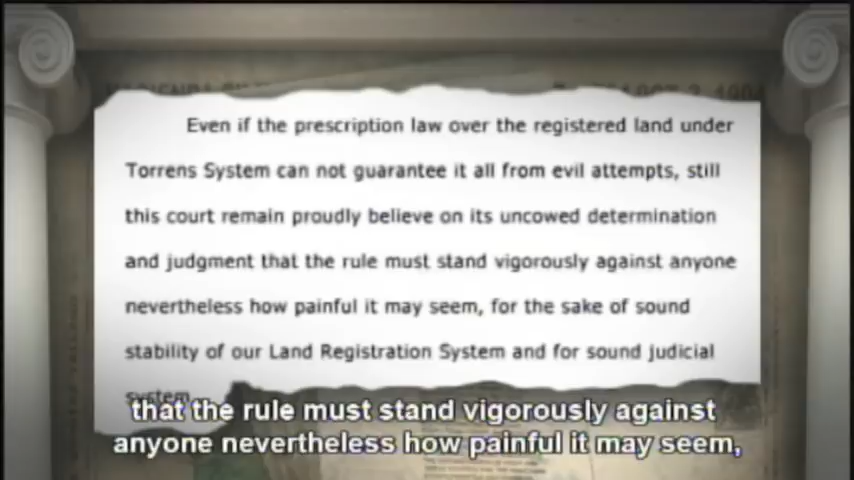 Even if the prescription law over the registered land under
Torrens System can not guarantee it all from evil attempts, still
this court remain proudly believe on its uncowed determination
and judgment that the rule must stand vigorously against anyone
nevertheless how painful it may seem, for the sake of sound
stability of our Land Registration System and for sound judicial
system
that the rule must stand vigorously against
anyone nevertheless how painful it may seem,